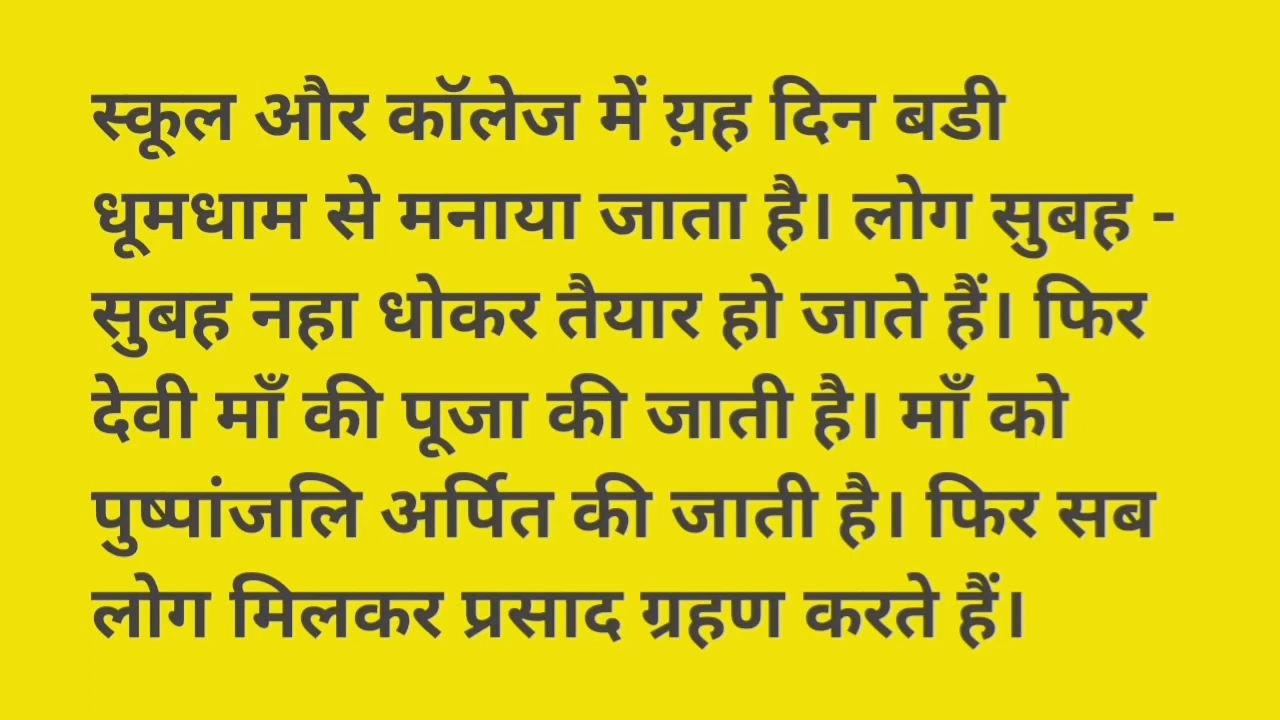 स्कूल और कॉलेज में य़ह दिन बडी
धूमधाम से मनाया जाता है। लोग सुबह -
सुबह नहा धोकर तैयार हो जाते हैं। फिर
देवी माँ की पूजा की जाती है। माँ को
पुष्पांजलि अर्पित की जाती है। फिर सब
लोग मिलकर प्रसाद ग्रहण करते हैं।